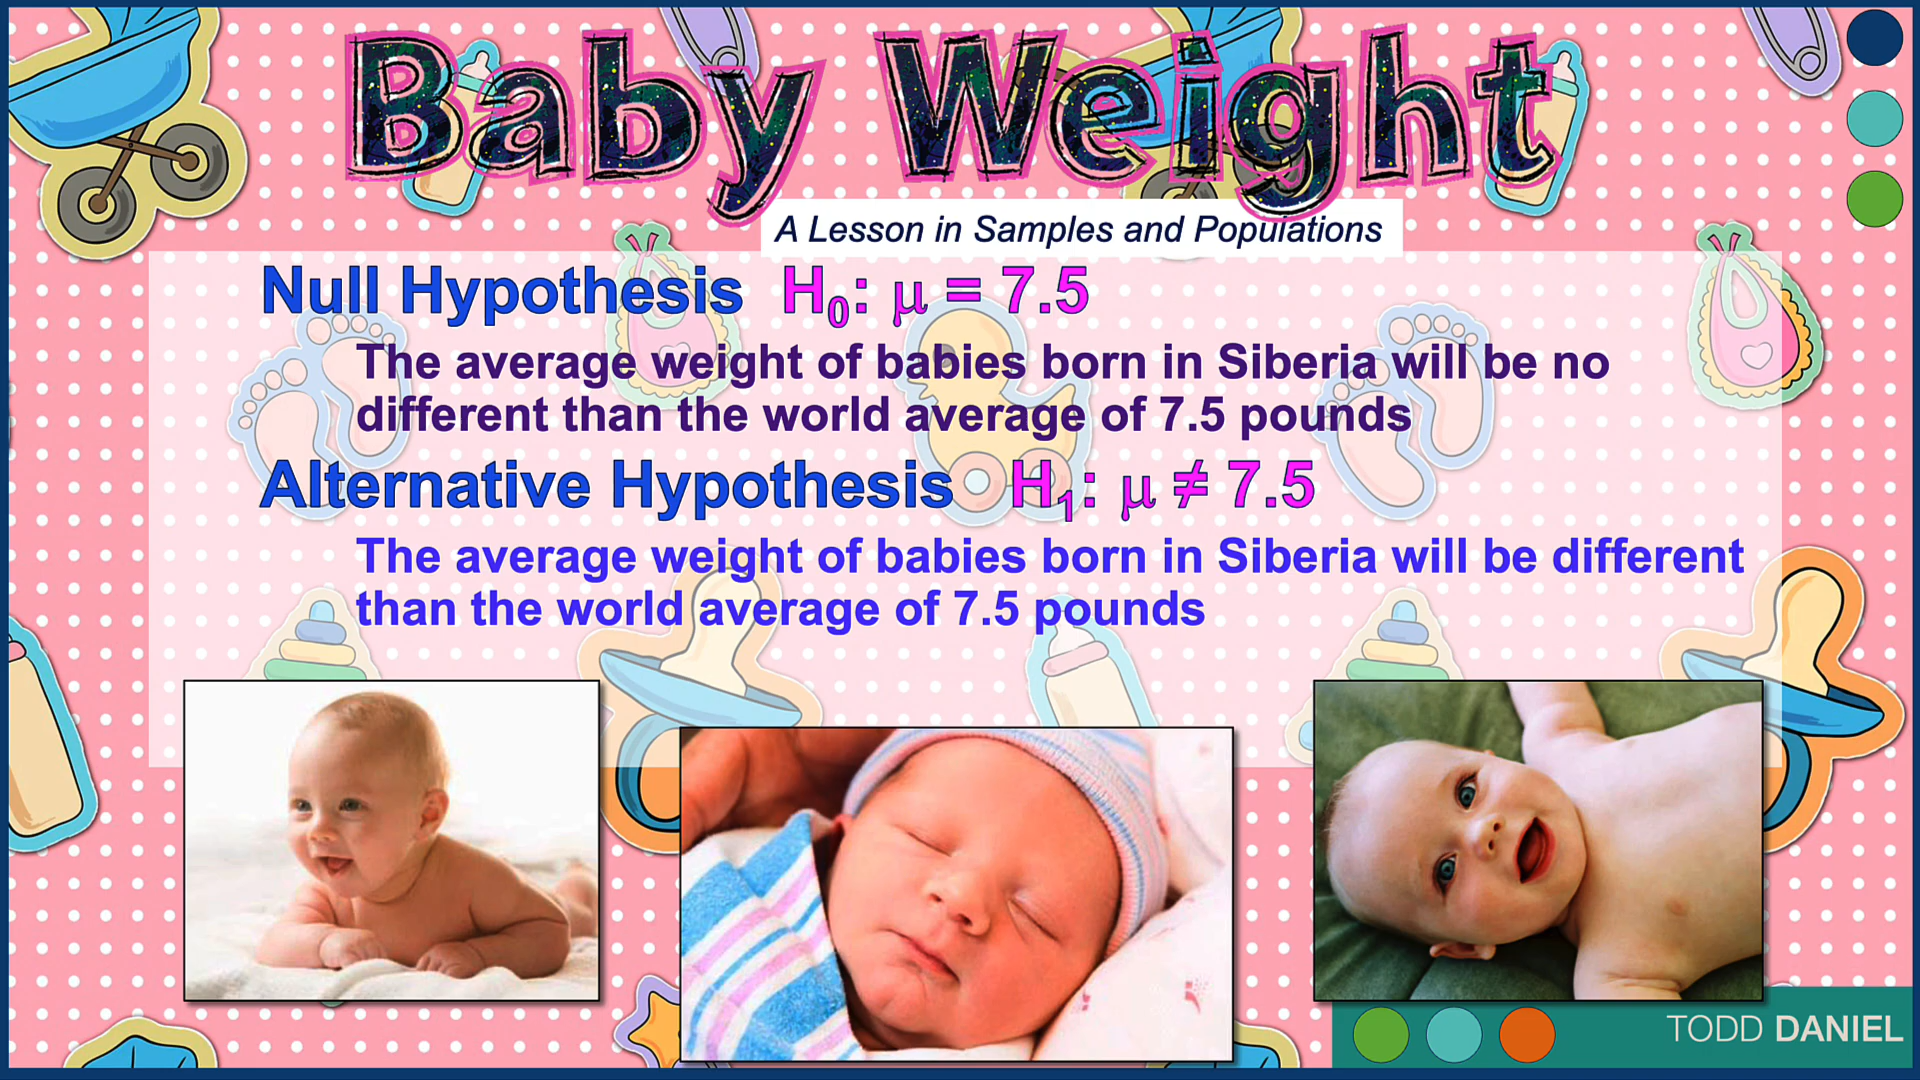 Baby Weight
A Lesson in Samples and Populations
Null Hypothesis H₀: μ = 7.5
The average weight of babies born in Siberia will be no
different than the world average of 7.5 pounds
Alternative Hypothesis H₁: μ ≠ 7.5
The average weight of babies born in Siberia will be different
than the world average of 7.5 pounds
TODD DANIEL